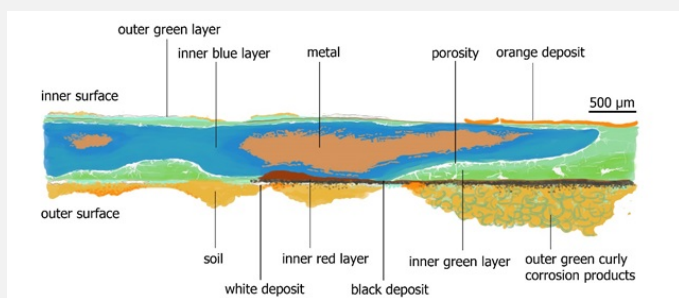 outer green layer
inner blue layer
metal
porosity
orange deposit
inner surface
500 µm
outer surface
soil
inner red layer
inner green layer
outer green curly
corrosion products
white deposit
black deposit